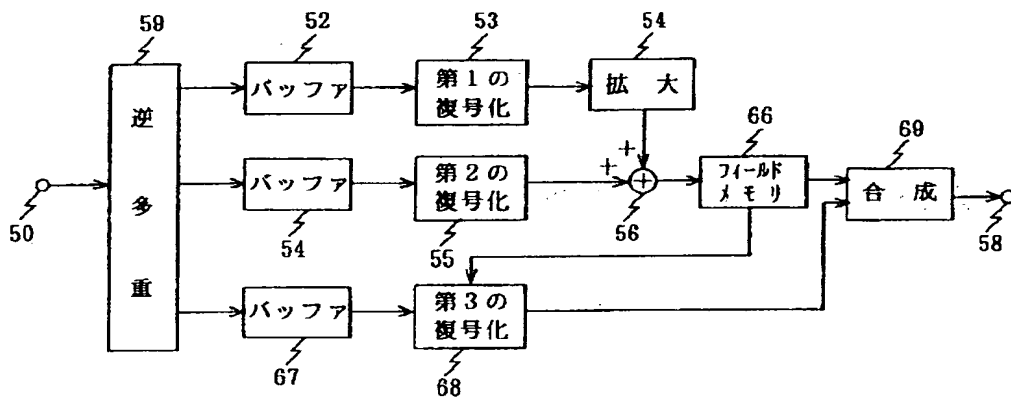 59
52
53
54
逆多重
バッファ
第1の
復号化
拡大
66
69
+
+
バッファ
第2の
復号化
+
フィールド
メモリ
合成
50
54
55
56
58
バッファ
第3の
復号化
67
68